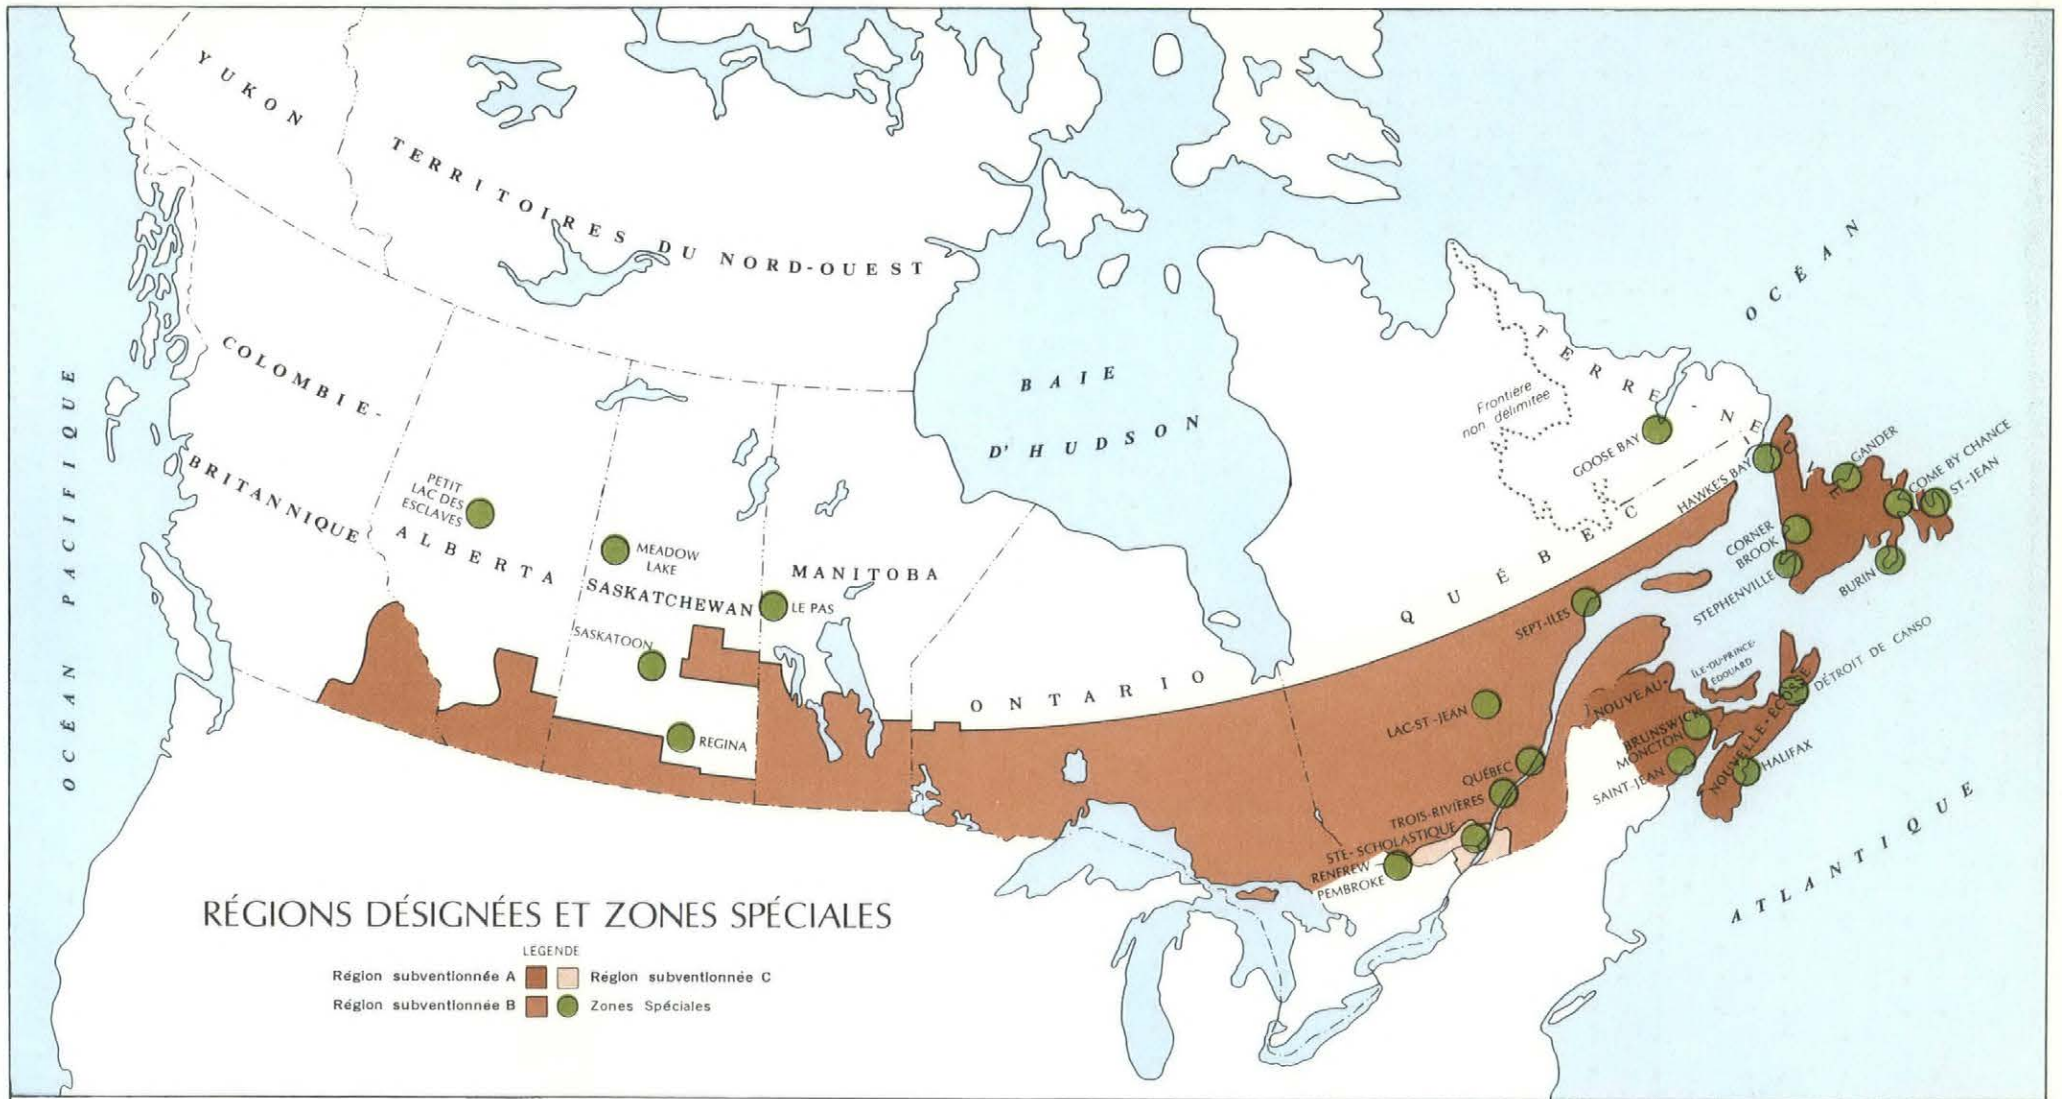 YUKON
TERRITOIRES DU NORD-OUEST
OCÉAN PACIFIQUE
COLOMBIE-
BRITANNIQUE
ALBERTA
PETIT
LAC DES
ESCLAVES
SASKATCHEWAN
MEADOW
LAKE
SASKATOON
REGINA
MANITOBA
LE PAS
BAIE
D'HUDSON
ONTARIO
QUÉBEC
Frontière
non délimitée
TERRE-NEUVE
OCÉAN
ATLANTIQUE
GOOSE BAY
HAWKE'S BAY
GANDER
COME BY CHANCE
ST-JEAN
CORNER
BROOK
STEPHENVILLE
BURIN
SEPT-ILES
ÎLE-DU-PRINCE-
ÉDOUARD
DÉTROIT DE CANSO
NOUVEAU-
BRUNSWICK
MONCTON
SAINT-JEAN
NOUVELLE-ÉCOSSE
HALIFAX
LAC-ST-JEAN
QUÉBEC
TROIS-RIVIÈRES
STE-SCHOLASTIQUE
RENFREW
PEMBROKE
RÉGIONS DÉSIGNÉES ET ZONES SPÉCIALES
LÉGENDE
Région subventionnée A
Région subventionnée C
Région subventionnée B
Zones Spéciales